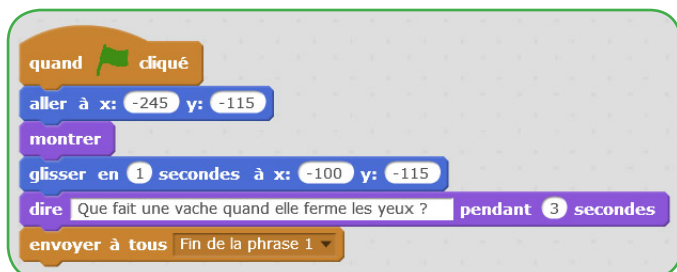 quand cliqué
aller à x: -245 y: -115
montrer
glisser en 1 secondes à x: -100 y: -115
dire Que fait une vache quand elle ferme les yeux ? pendant 3 secondes
envoyer à tous Fin de la phrase 1